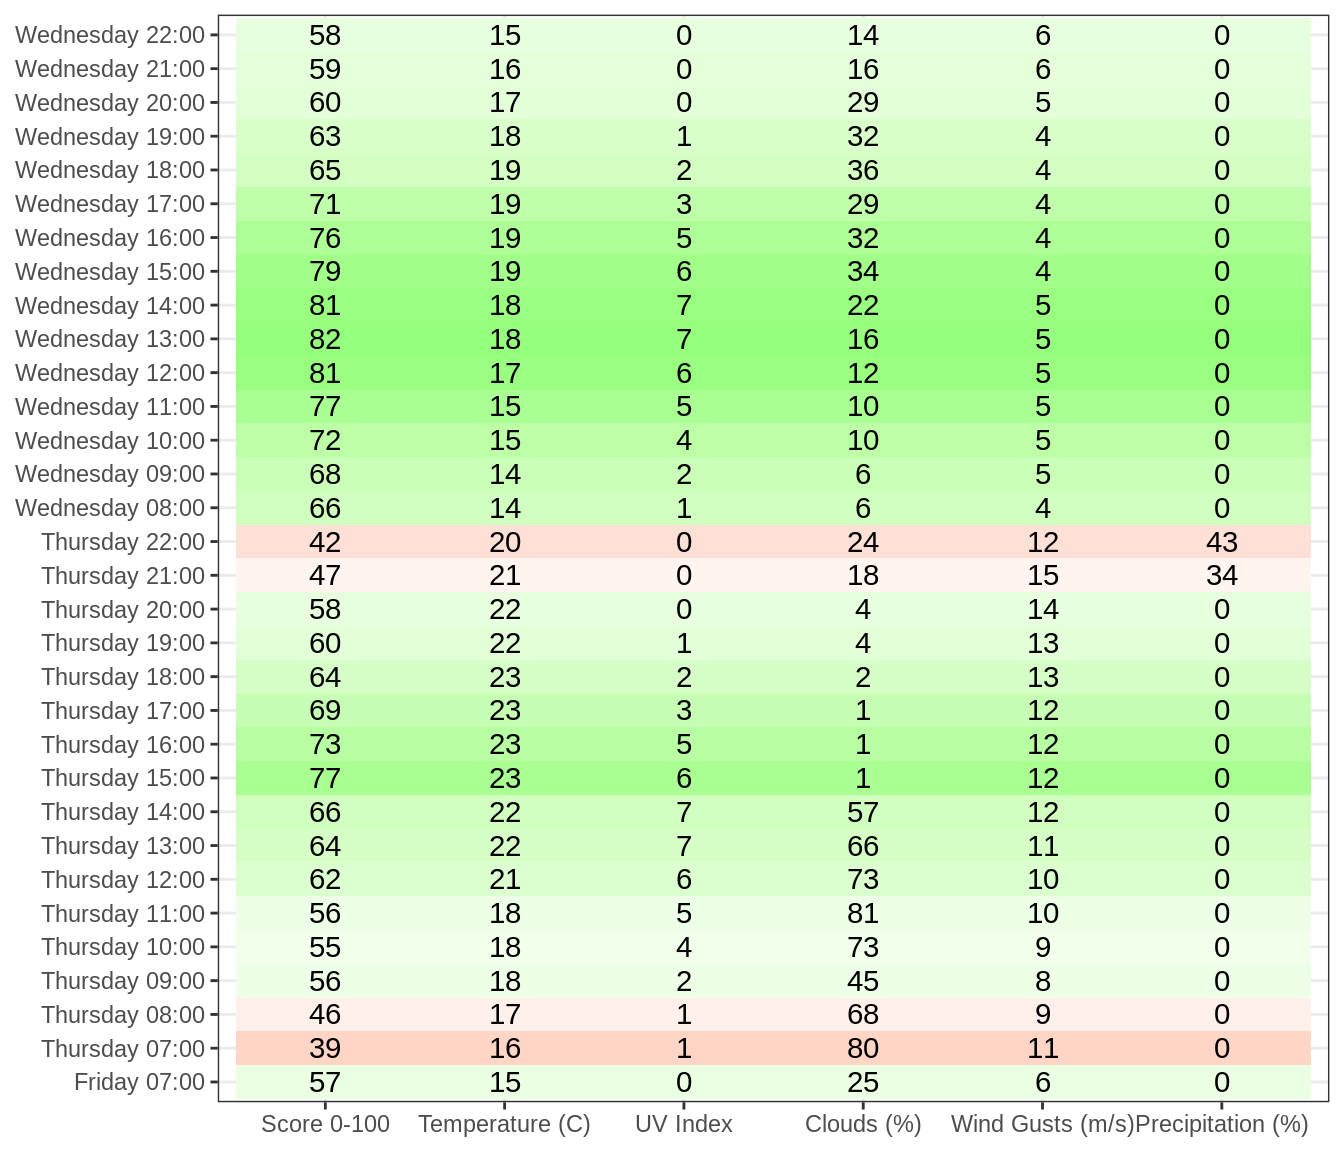 Wednesday 22:00 58 15 0 14 6 0
Wednesday 21:00 59 16 0 16 6 0
Wednesday 20:00 60 17 0 29 5 0
Wednesday 19:00 63 18 1 32 4 0
Wednesday 18:00 65 19 2 36 4 0
Wednesday 17:00 71 19 3 29 4 0
Wednesday 16:00 76 19 5 32 4 0
Wednesday 15:00 79 19 6 34 4 0
Wednesday 14:00 81 18 7 22 5 0
Wednesday 13:00 82 18 7 16 5 0
Wednesday 12:00 81 17 6 12 5 0
Wednesday 11:00 77 15 5 10 5 0
Wednesday 10:00 72 15 4 10 5 0
Wednesday 09:00 68 14 2 6 5 0
Wednesday 08:00 66 14 1 6 4 0
Thursday 22:00 42 20 0 24 12 43
Thursday 21:00 47 21 0 18 15 34
Thursday 20:00 58 22 0 4 14 0
Thursday 19:00 60 22 1 4 13 0
Thursday 18:00 64 23 2 2 13 0
Thursday 17:00 69 23 3 1 12 0
Thursday 16:00 73 23 5 1 12 0
Thursday 15:00 77 23 6 1 12 0
Thursday 14:00 66 22 7 57 12 0
Thursday 13:00 64 22 7 66 11 0
Thursday 12:00 62 21 6 73 10 0
Thursday 11:00 56 18 5 81 10 0
Thursday 10:00 55 18 4 73 9 0
Thursday 09:00 56 18 2 45 8 0
Thursday 08:00 46 17 1 68 9 0
Thursday 07:00 39 16 1 80 11 0
Friday 07:00 57 15 0 25 6 0
Score 0-100 Temperature (C) UV Index Clouds (%) Wind Gusts (m/s) Precipitation (%)